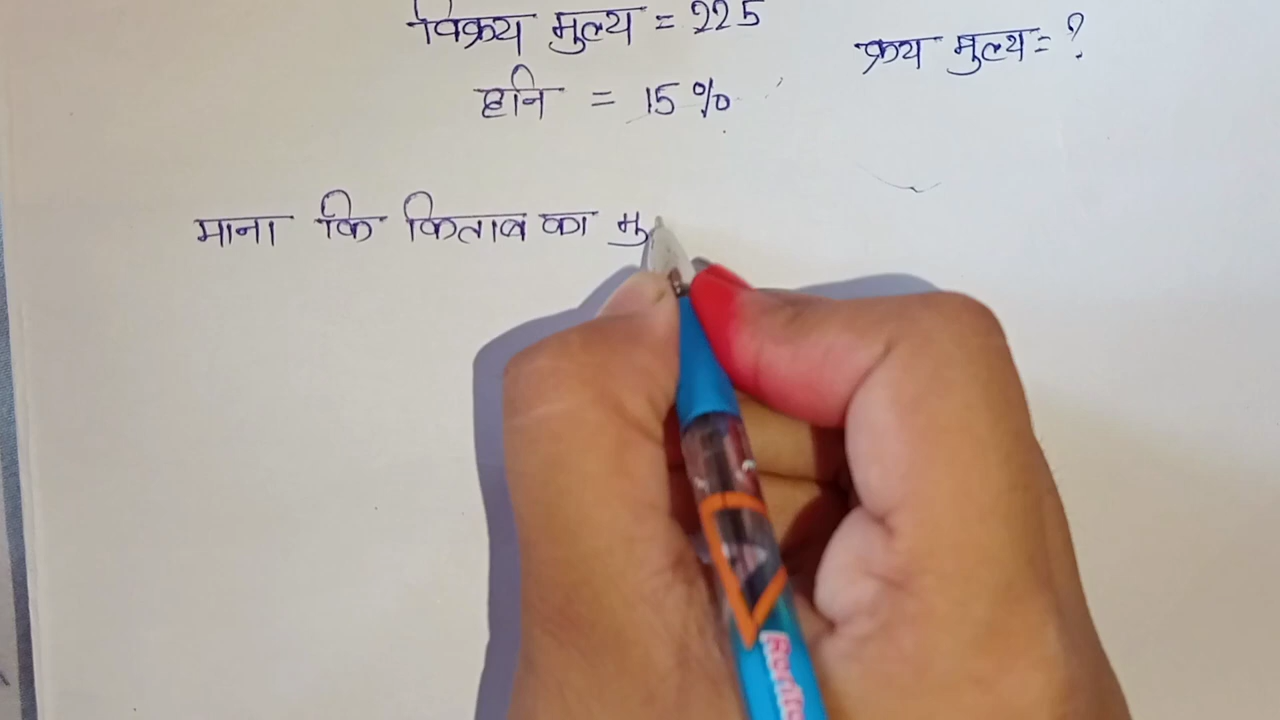 विक्रय मुल्य = 225
क्रय मुल्य = ?
हानि = 15 %
माना कि किताब का मु